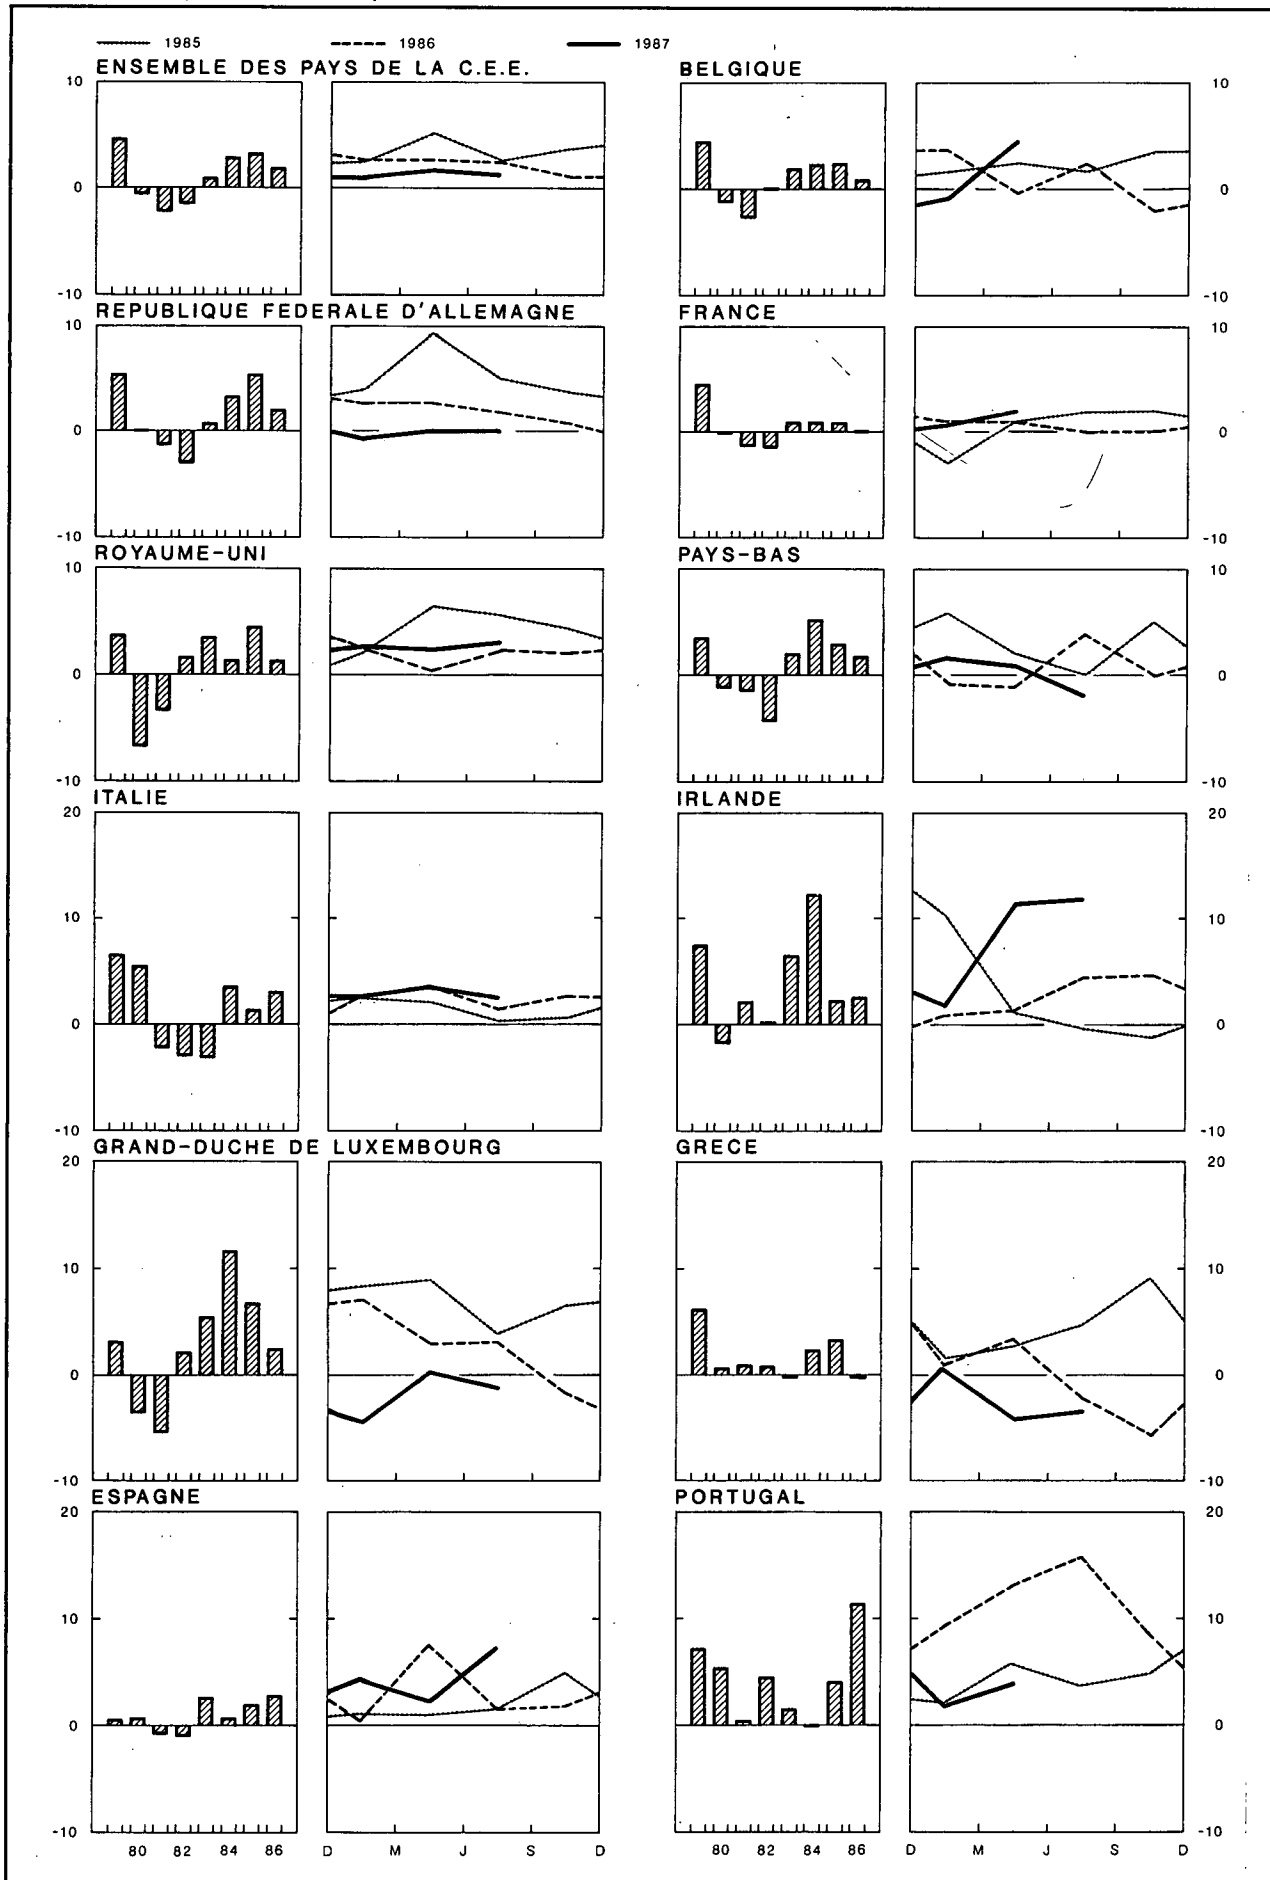 1985 1986 1987
ENSEMBLE DES PAYS DE LA C.E.E. BELGIQUE
10 10
0 0
-10 -10
REPUBLIQUE FEDERALE D'ALLEMAGNE FRANCE
10 10
0 0
-10 -10
ROYAUME-UNI PAYS-BAS
10 10
0 0
-10 -10
ITALIE IRLANDE
20 20
10 10
0 0
-10 -10
GRAND-DUCHE DE LUXEMBOURG GRECE
20 20
10 10
0 0
-10 -10
ESPAGNE PORTUGAL
20 20
10 10
0 0
-10 -10
80 82 84 86 D M J S D 80 82 84 86 D M J S D